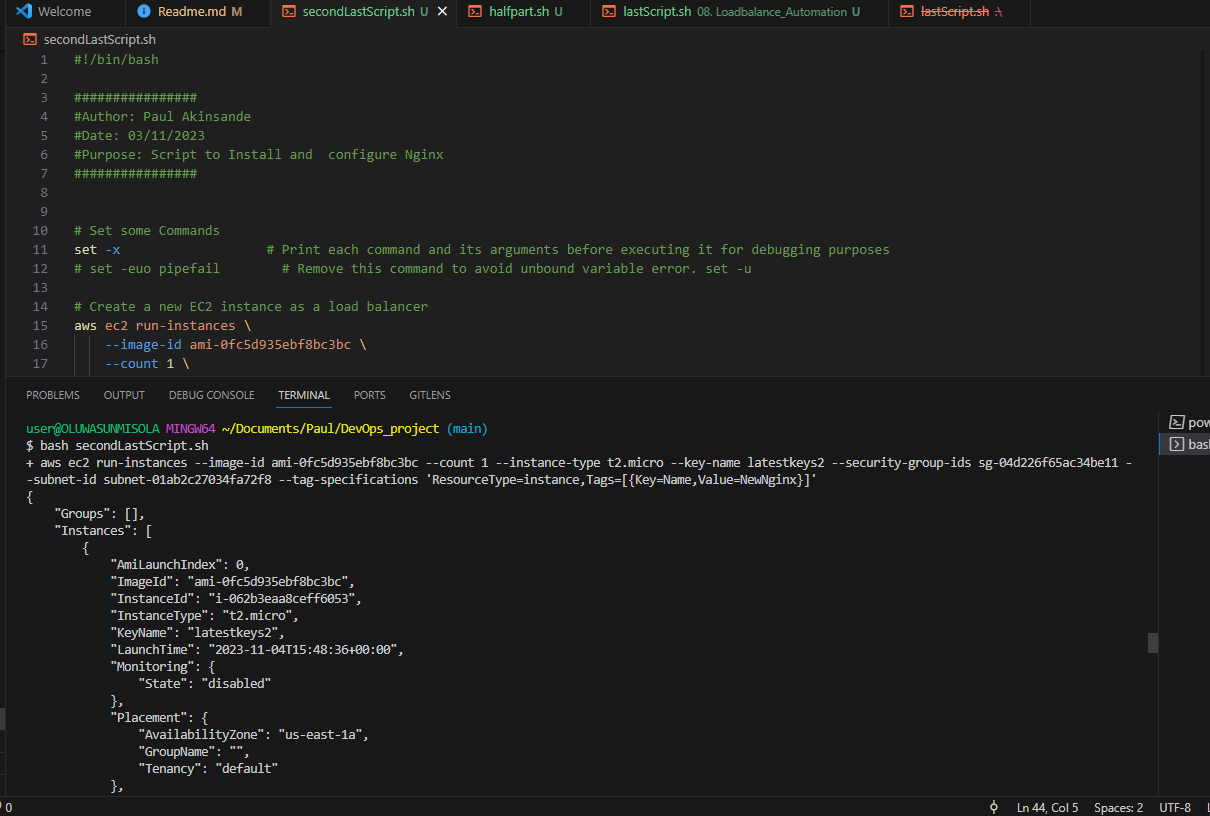 Welcome Readme.md M secondLastScript.sh U halfpart.sh U lastScript.sh 08. Loadbalance_Automation U lastScript.sh
secondLastScript.sh
1 #!/bin/bash
2
3 ################
4 #Author: Paul Akinsande
5 #Date: 03/11/2023
6 #Purpose: Script to Install and  configure Nginx
7 ################
8
9
10 # Set some Commands
11 set -x                   # Print each command and its arguments before executing it for debugging purposes
12 # set -euo pipefail        # Remove this command to avoid unbound variable error. set -u
13
14 # Create a new EC2 instance as a load balancer
15 aws ec2 run-instances \
16     --image-id ami-0fc5d935ebf8bc3bc \
17     --count 1 \
PROBLEMS OUTPUT DEBUG CONSOLE TERMINAL PORTS GITLENS
user@OLUWASUNMISOLA MINGW64 ~/Documents/Paul/DevOps_project (main)
$ bash secondLastScript.sh
+ aws ec2 run-instances --image-id ami-0fc5d935ebf8bc3bc --count 1 --instance-type t2.micro --key-name latestkeys2 --security-group-ids sg-04d226f65ac34be11 -
-subnet-id subnet-01ab2c27034fa72f8 --tag-specifications 'ResourceType=instance,Tags=[{Key=Name,Value=NewNginx}]'
{
    "Groups": [],
    "Instances": [
        {
            "AmiLaunchIndex": 0,
            "ImageId": "ami-0fc5d935ebf8bc3bc",
            "InstanceId": "i-062b3eaa8ceff6053",
            "InstanceType": "t2.micro",
            "KeyName": "latestkeys2",
            "LaunchTime": "2023-11-04T15:48:36+00:00",
            "Monitoring": {
                "State": "disabled"
            },
            "Placement": {
                "AvailabilityZone": "us-east-1a",
                "GroupName": "",
                "Tenancy": "default"
            },
pow
bash
0 Ln 44, Col 5 Spaces: 2 UTF-8